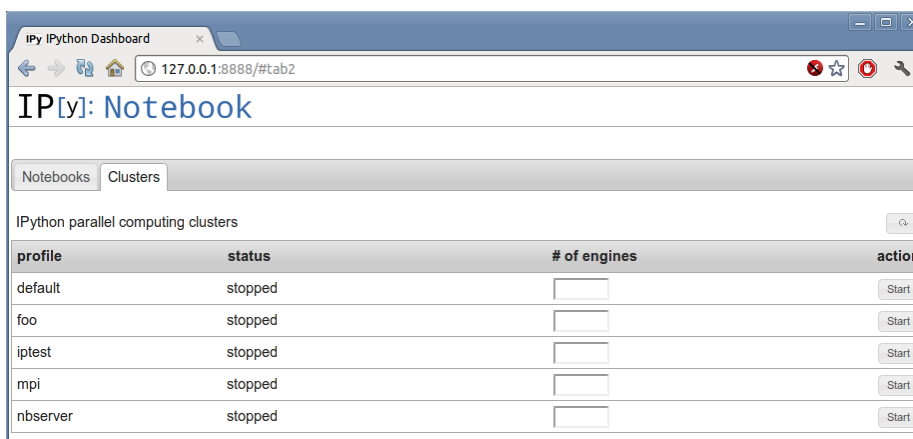 IPy IPython Dashboard
127.0.0.1:8888/#tab2
IP[y]: Notebook
Notebooks Clusters
IPython parallel computing clusters
profile status # of engines actio
default stopped Start
foo stopped Start
iptest stopped Start
mpi stopped Start
nbserver stopped Start